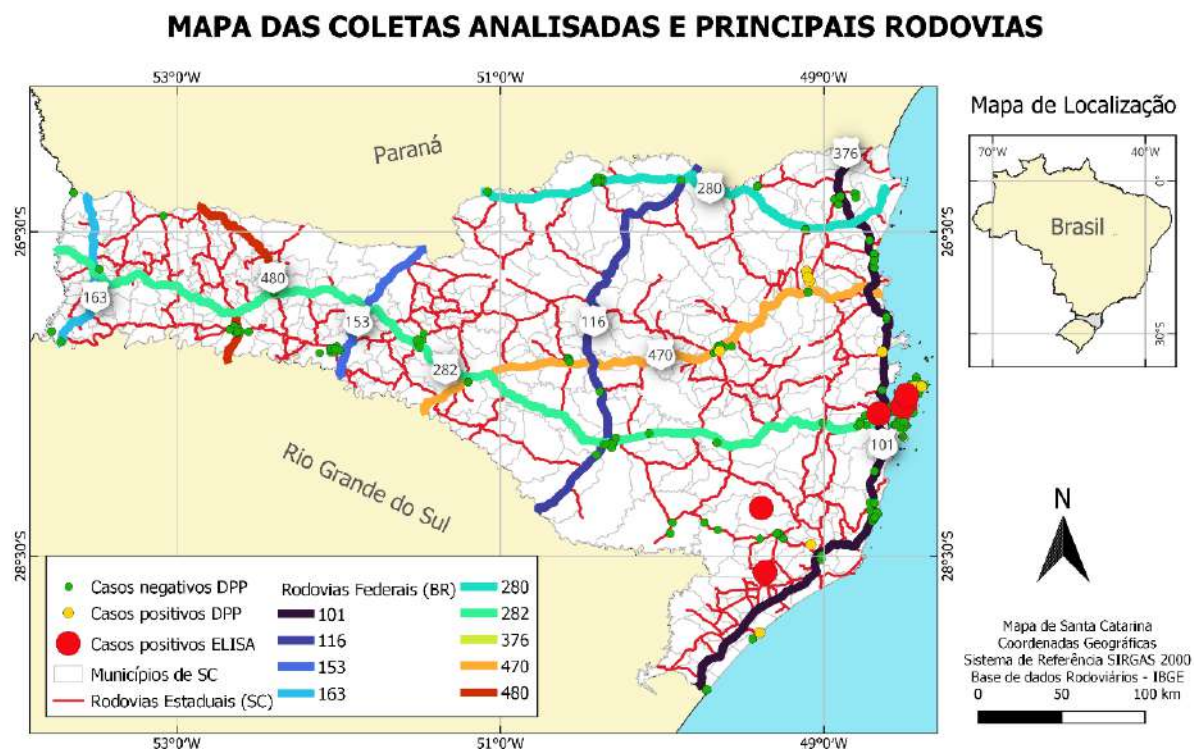 MAPA DAS COLETAS ANALISADAS E PRINCIPAIS RODOVIAS
53°0'W
51°0'W
49°0'W
Mapa de Localização
70°W
40°W
0°
30°S
Brasil
Paraná
376
280
26°30'S
26°30'S
480
163
153
116
470
282
101
Rio Grande do Sul
28°30'S
28°30'S
N
Casos negativos DPP
Casos positivos DPP
Casos positivos ELISA
Municípios de SC
Rodovias Estaduais (SC)
Rodovias Federais (BR)
101
116
153
163
280
282
376
470
480
53°0'W
51°0'W
49°0'W
Mapa de Santa Catarina
Coordenadas Geográficas
Sistema de Referência SIRGAS 2000
Base de dados Rodoviários - IBGE
0 50 100 km